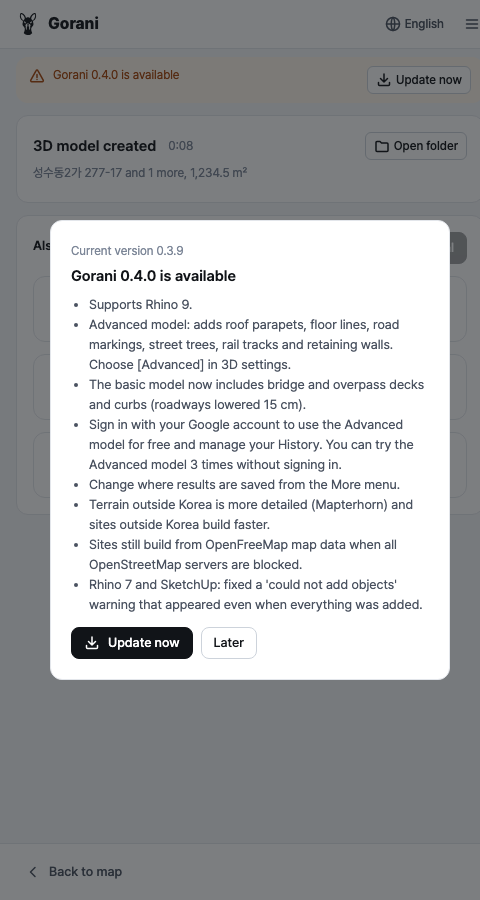 Gorani
English
Gorani 0.4.0 is available
Update now
3D model created 0:08
Open folder
성수동2가 277-17 and 1 more, 1,234.5 m²
Current version 0.3.9
Gorani 0.4.0 is available
• Supports Rhino 9.
• Advanced model: adds roof parapets, floor lines, road
markings, street trees, rail tracks and retaining walls.
Choose [Advanced] in 3D settings.
• The basic model now includes bridge and overpass decks
and curbs (roadways lowered 15 cm).
• Sign in with your Google account to use the Advanced
model for free and manage your History. You can try the
Advanced model 3 times without signing in.
• Change where results are saved from the More menu.
• Terrain outside Korea is more detailed (Mapterhorn) and
sites outside Korea build faster.
• Sites still build from OpenFreeMap map data when all
OpenStreetMap servers are blocked.
• Rhino 7 and SketchUp: fixed a 'could not add objects'
warning that appeared even when everything was added.
Update now
Later
Back to map